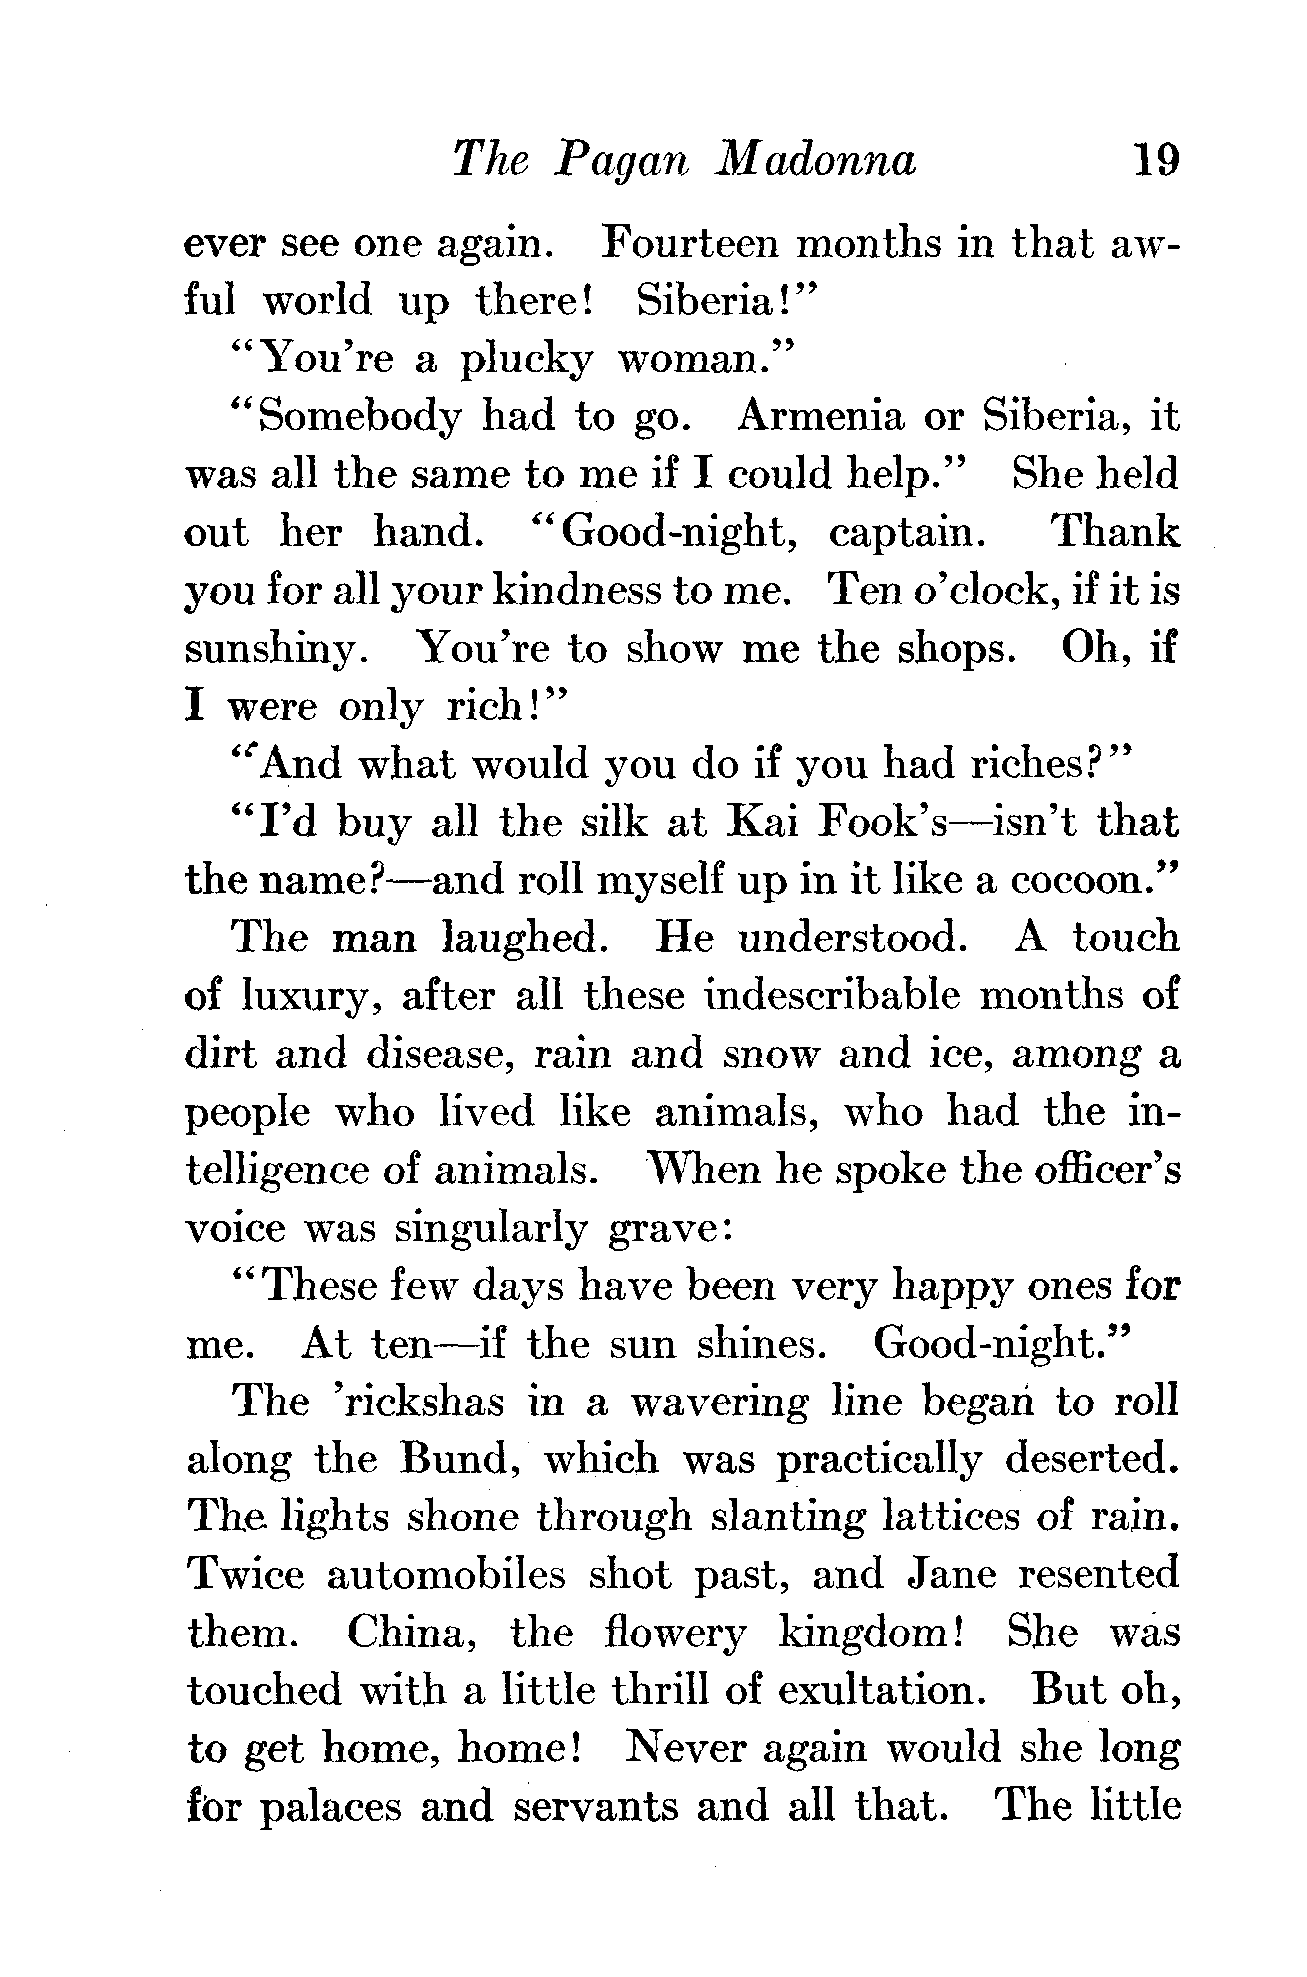 The Pagan Madonna 19
ever see one again. Fourteen months in that aw-
ful world up there! Siberia!”
“You’re a plucky woman.”
“Somebody had to go. Armenia or Siberia, it
was all the same to me if I could help.” She held
out her hand. “Good-night, captain. Thank
you for all your kindness to me. Ten o’clock, if it is
sunshiny. You’re to show me the shops. Oh, if
I were only rich!”
“And what would you do if you had riches?”
“I’d buy all the silk at Kai Fook’s—isn’t that
the name?—and roll myself up in it like a cocoon.”
The man laughed. He understood. A touch
of luxury, after all these indescribable months of
dirt and disease, rain and snow and ice, among a
people who lived like animals, who had the in-
telligence of animals. When he spoke the officer’s
voice was singularly grave:
“These few days have been very happy ones for
me. At ten—if the sun shines. Good-night.”
The ’rickshas in a wavering line began to roll
along the Bund, which was practically deserted.
The lights shone through slanting lattices of rain.
Twice automobiles shot past, and Jane resented
them. China, the flowery kingdom! She was
touched with a little thrill of exultation. But oh,
to get home, home! Never again would she long
for palaces and servants and all that. The little